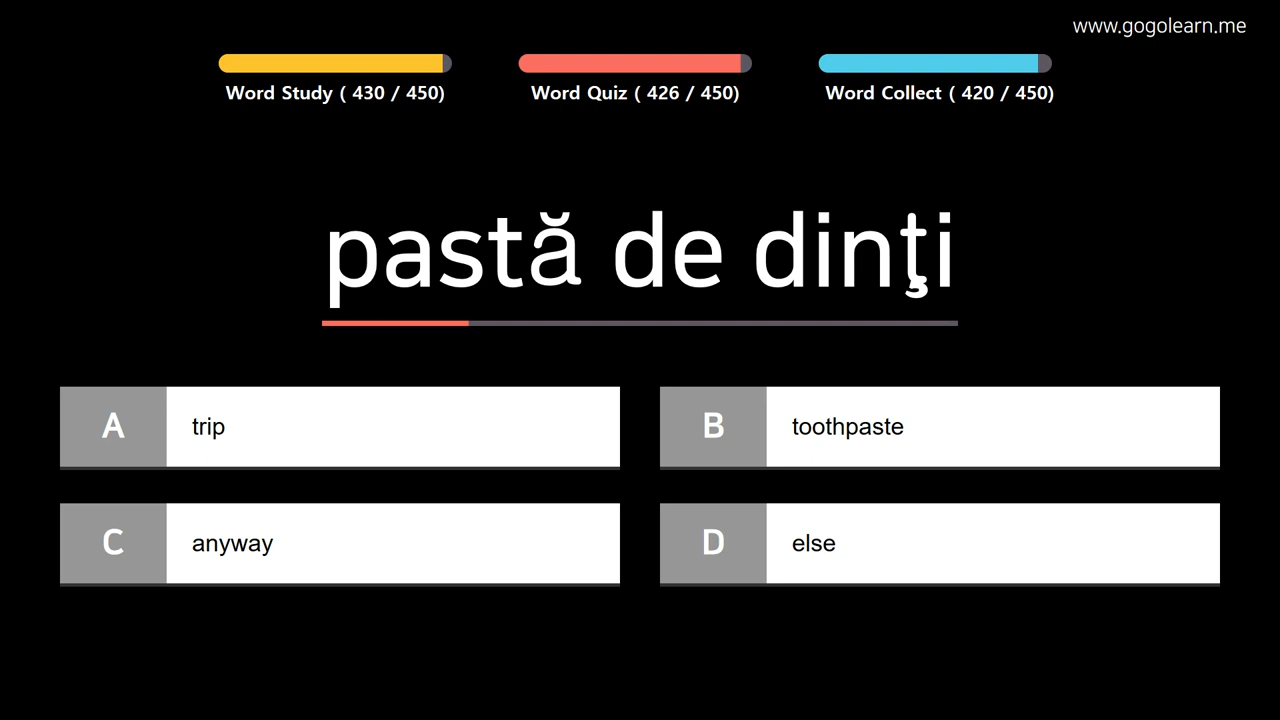 www.gogolearn.me
Word Study ( 430 / 450)
Word Quiz ( 426 / 450)
Word Collect ( 420 / 450)
pastă de dinţi
A trip
B toothpaste
C anyway
D else